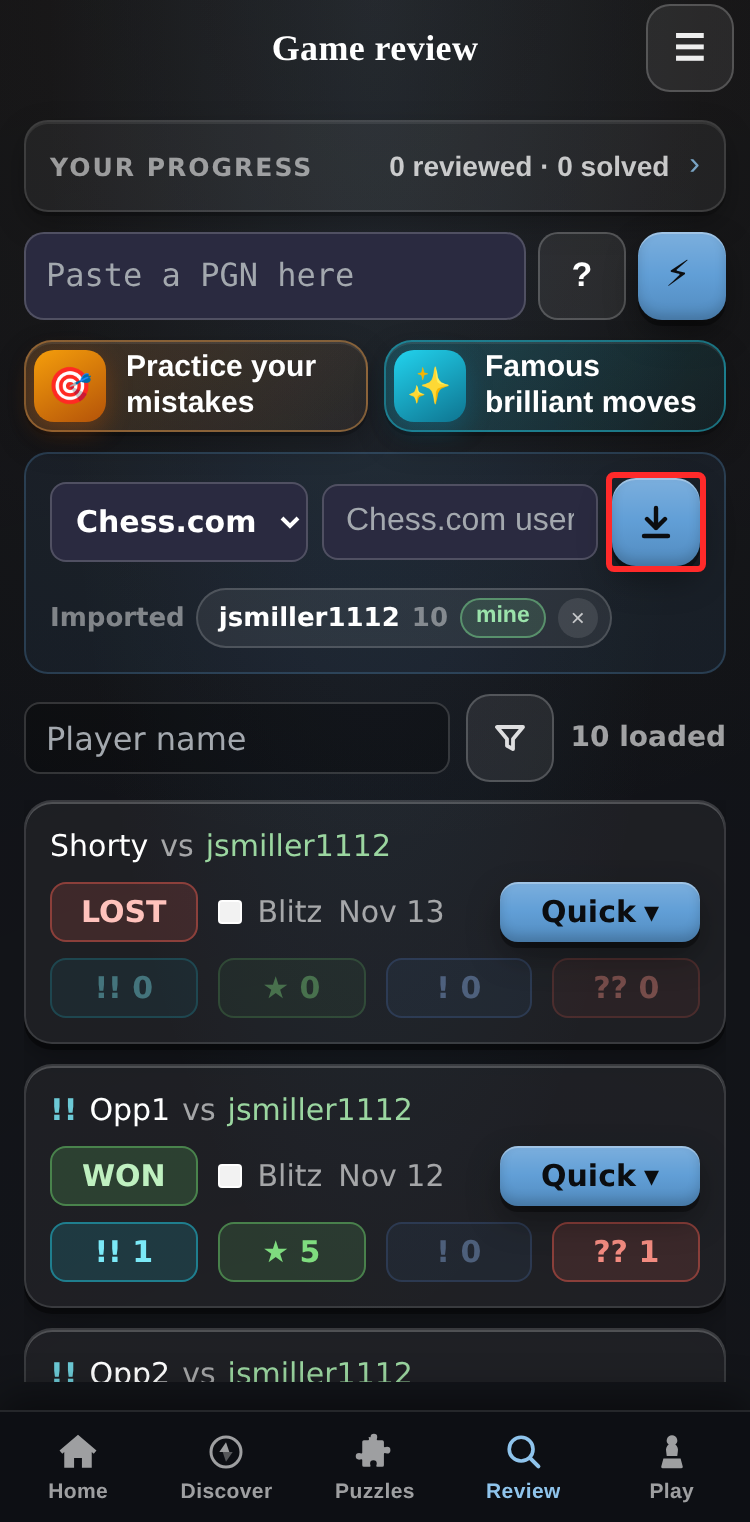 Game review
☰
YOUR PROGRESS 0 reviewed · 0 solved ›
Paste a PGN here ? ⚡
Practice your
mistakes
Famous
brilliant moves
Chess.com Chess.com user
Imported jsmiller1112 10 mine ×
Player name 10 loaded
Shorty vs jsmiller1112
LOST Blitz Nov 13 Quick ▾
!! 0 ★ 0 ! 0 ?? 0
!! Opp1 vs jsmiller1112
WON Blitz Nov 12 Quick ▾
!! 1 ★ 5 ! 0 ?? 1
!! Opp2 vs jsmiller1112
Home Discover Puzzles Review Play